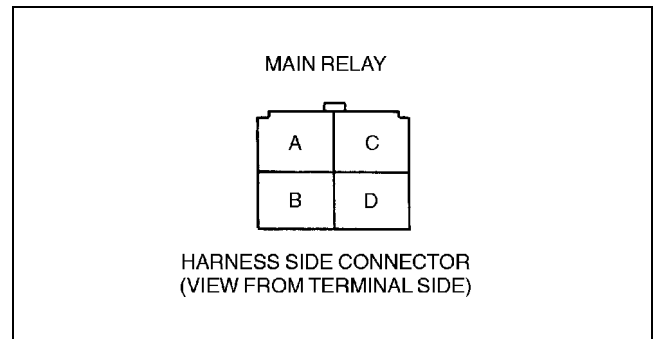 MAIN RELAY
A C
B D
HARNESS SIDE CONNECTOR
(VIEW FROM TERMINAL SIDE)